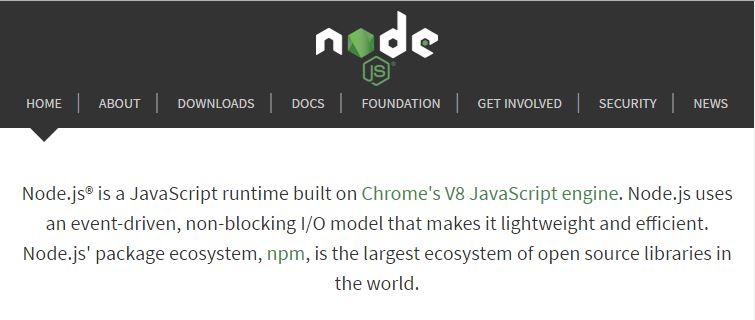 node
JS®
HOME | ABOUT | DOWNLOADS | DOCS | FOUNDATION | GET INVOLVED | SECURITY | NEWS
Node.js® is a JavaScript runtime built on Chrome's V8 JavaScript engine. Node.js uses
an event-driven, non-blocking I/O model that makes it lightweight and efficient.
Node.js' package ecosystem, npm, is the largest ecosystem of open source libraries in
the world.